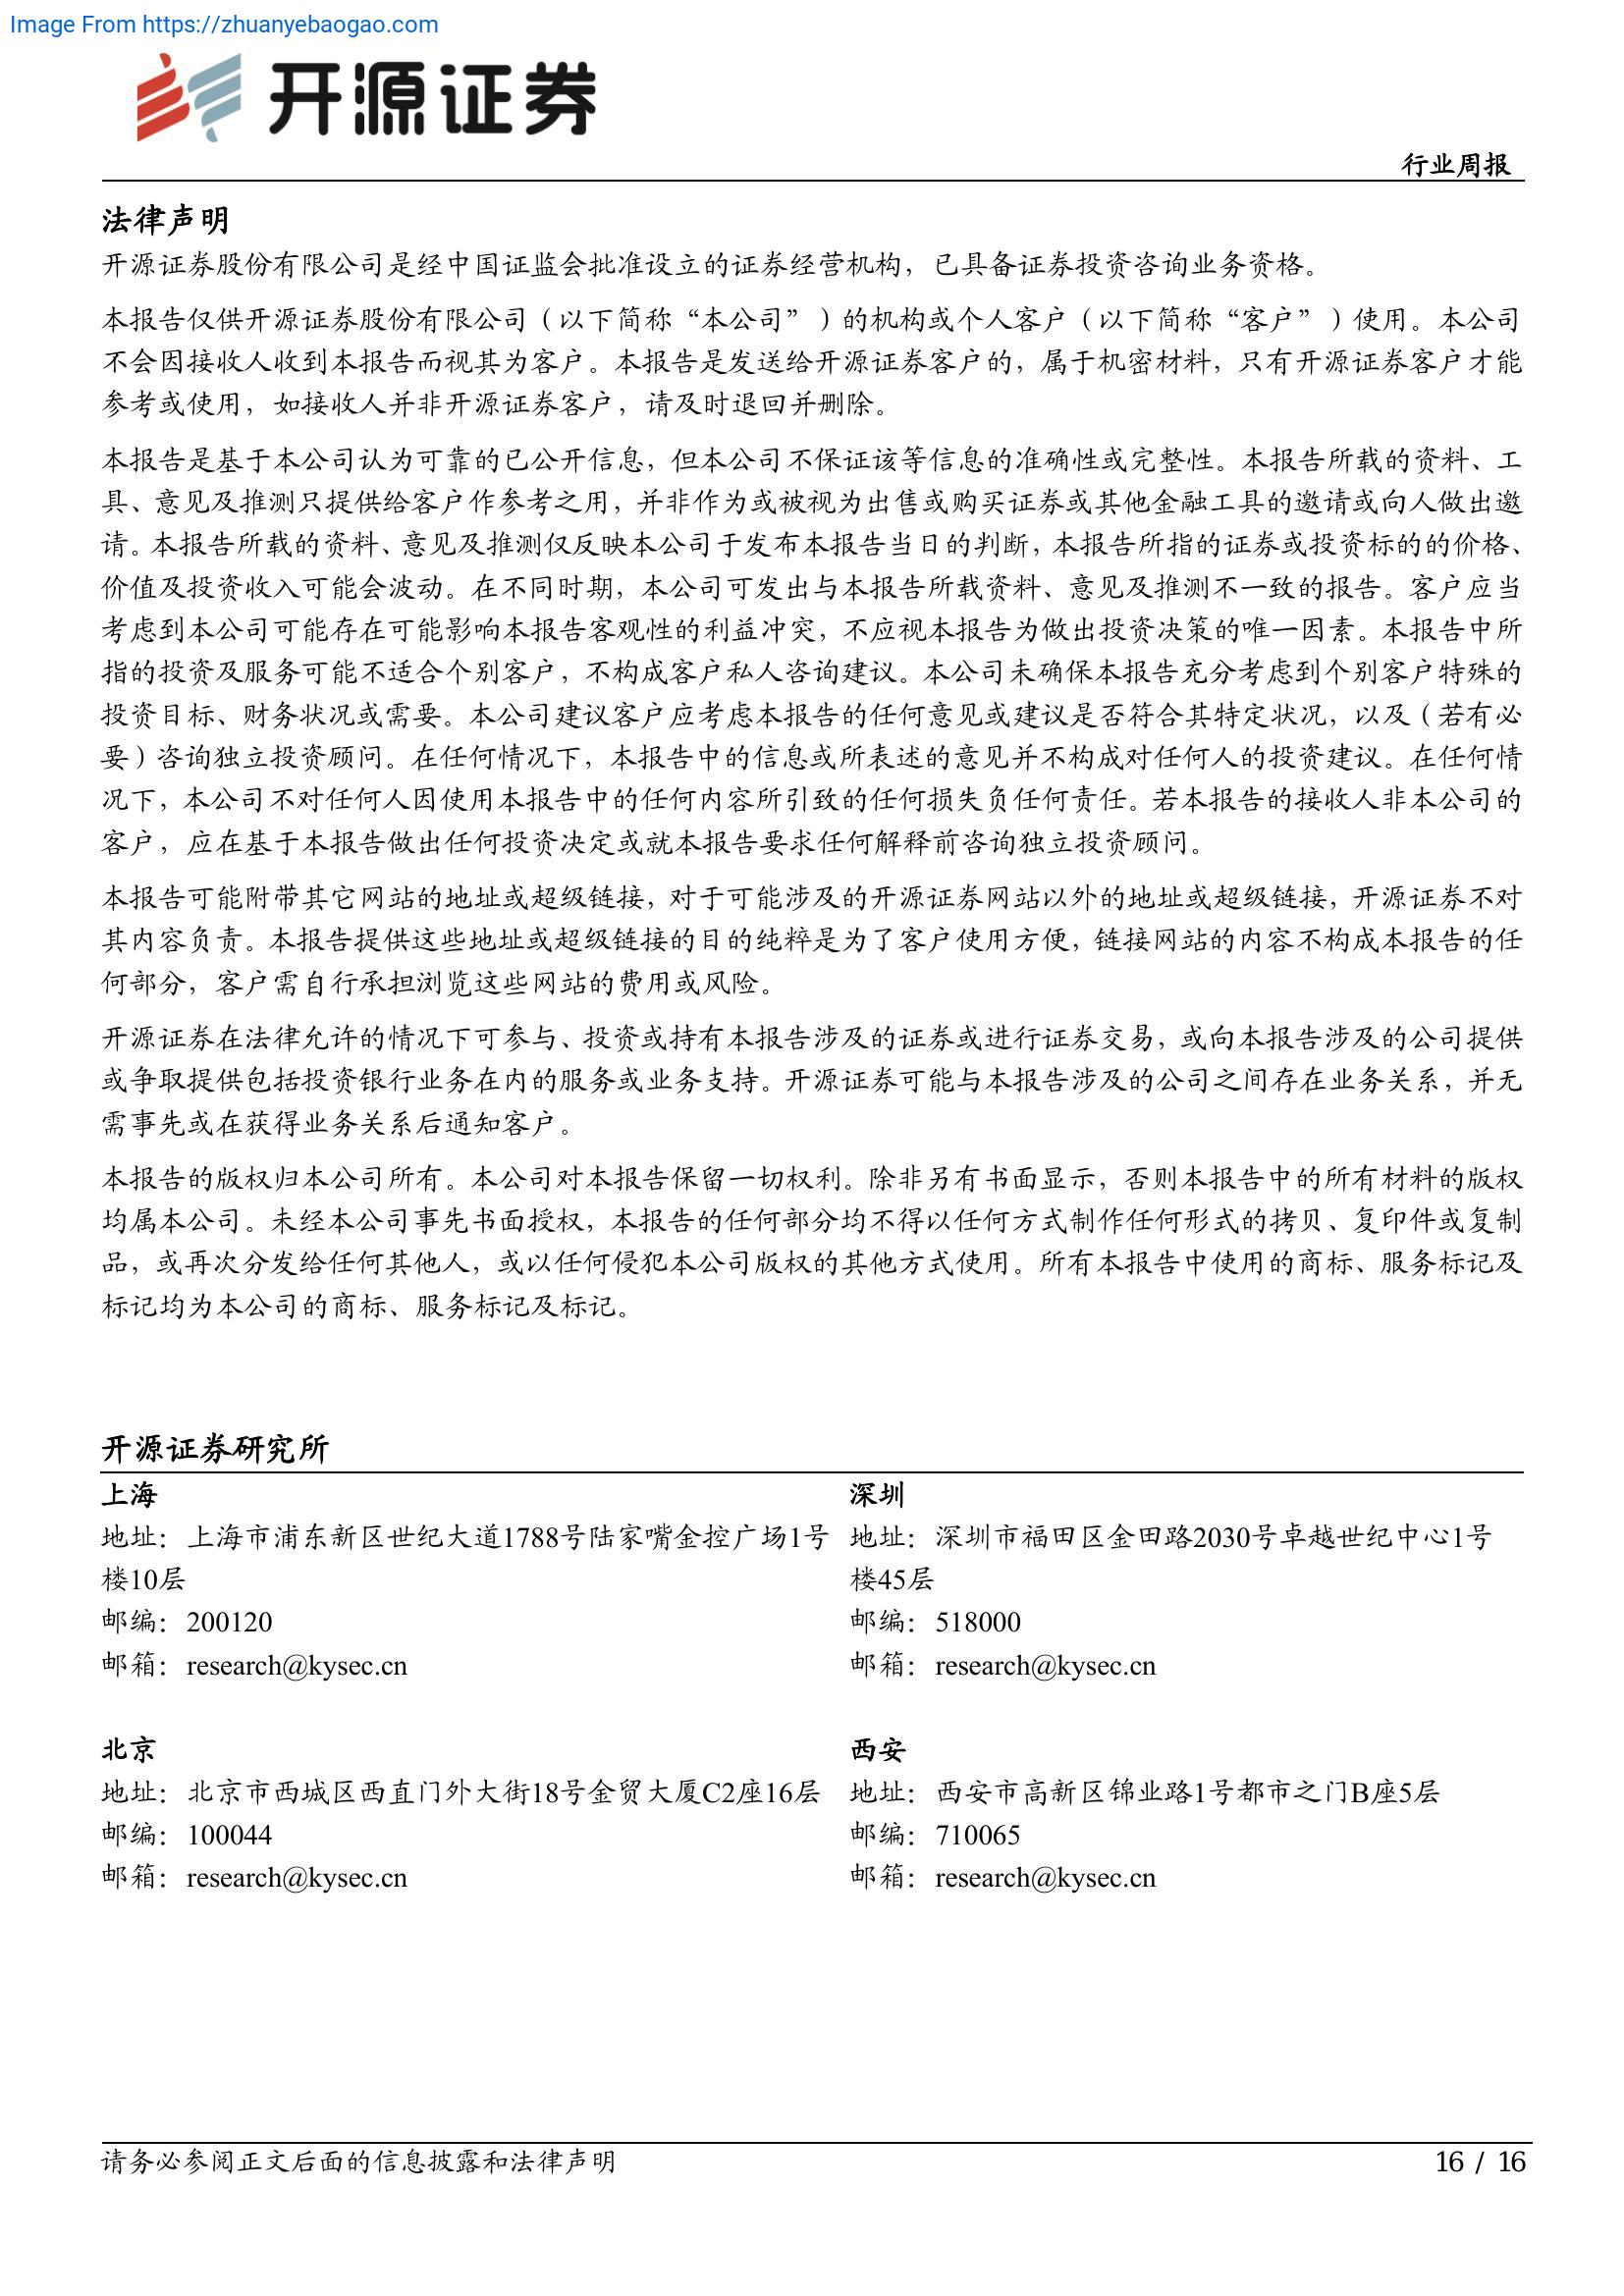 Image From https://zhuanyebaogao.com
开源证券
行业周报
法律声明
开源证券股份有限公司是经中国证监会批准设立的证券经营机构，已具备证券投资咨询业务资格。
本报告仅供开源证券股份有限公司（以下简称“本公司”）的机构或个人客户（以下简称“客户”）使用。本公司
不会因接收人收到本报告而视其为客户。本报告是发送给开源证券客户的，属于机密材料，只有开源证券客户才能
参考或使用，如接收人并非开源证券客户，请及时退回并删除。
本报告是基于本公司认为可靠的已公开信息，但本公司不保证该等信息的准确性或完整性。本报告所载的资料、工
具、意见及推测只提供给客户作参考之用，并非作为或被视为出售或购买证券或其他金融工具的邀请或向人做出邀
请。本报告所载的资料、意见及推测仅反映本公司于发布本报告当日的判断，本报告所指的证券或投资标的的价格、
价值及投资收入可能会波动。在不同时期，本公司可发出与本报告所载资料、意见及推测不一致的报告。客户应当
考虑到本公司可能存在可能影响本报告客观性的利益冲突，不应视本报告为做出投资决策的唯一因素。本报告中所
指的投资及服务可能不适合个别客户，不构成客户私人咨询建议。本公司未确保本报告充分考虑到个别客户特殊的
投资目标、财务状况或需要。本公司建议客户应考虑本报告的任何意见或建议是否符合其特定状况，以及（若有必
要）咨询独立投资顾问。在任何情况下，本报告中的信息或所表述的意见并不构成对任何人的投资建议。在任何情
况下，本公司不对任何人因使用本报告中的任何内容所引致的任何损失负任何责任。若本报告的接收人非本公司的
客户，应在基于本报告做出任何投资决定或就本报告要求任何解释前咨询独立投资顾问。
本报告可能附带其它网站的地址或超级链接，对于可能涉及的开源证券网站以外的地址或超级链接，开源证券不对
其内容负责。本报告提供这些地址或超级链接的目的纯粹是为了客户使用方便，链接网站的内容不构成本报告的任
何部分，客户需自行承担浏览这些网站的费用或风险。
开源证券在法律允许的情况下可参与、投资或持有本报告涉及的证券或进行证券交易，或向本报告涉及的公司提供
或争取提供包括投资银行业务在内的服务或业务支持。开源证券可能与本报告涉及的公司之间存在业务关系，并无
需事先或在获得业务关系后通知客户。
本报告的版权归本公司所有。本公司对本报告保留一切权利。除非另有书面显示，否则本报告中的所有材料的版权
均属本公司。未经本公司事先书面授权，本报告的任何部分均不得以任何方式制作任何形式的拷贝、复印件或复制
品，或再次分发给任何其他人，或以任何侵犯本公司版权的其他方式使用。所有本报告中使用的商标、服务标记及
标记均为本公司的商标、服务标记及标记。
开源证券研究所
上海
地址：上海市浦东新区世纪大道1788号陆家嘴金控广场1号
楼10层
邮编：200120
邮箱：research@kysec.cn
深圳
地址：深圳市福田区金田路2030号卓越世纪中心1号
楼45层
邮编：518000
邮箱：research@kysec.cn
北京
地址：北京市西城区西直门外大街18号金贸大厦C2座16层
邮编：100044
邮箱：research@kysec.cn
西安
地址：西安市高新区锦业路1号都市之门B座5层
邮编：710065
邮箱：research@kysec.cn
请务必参阅正文后面的信息披露和法律声明
16 / 16